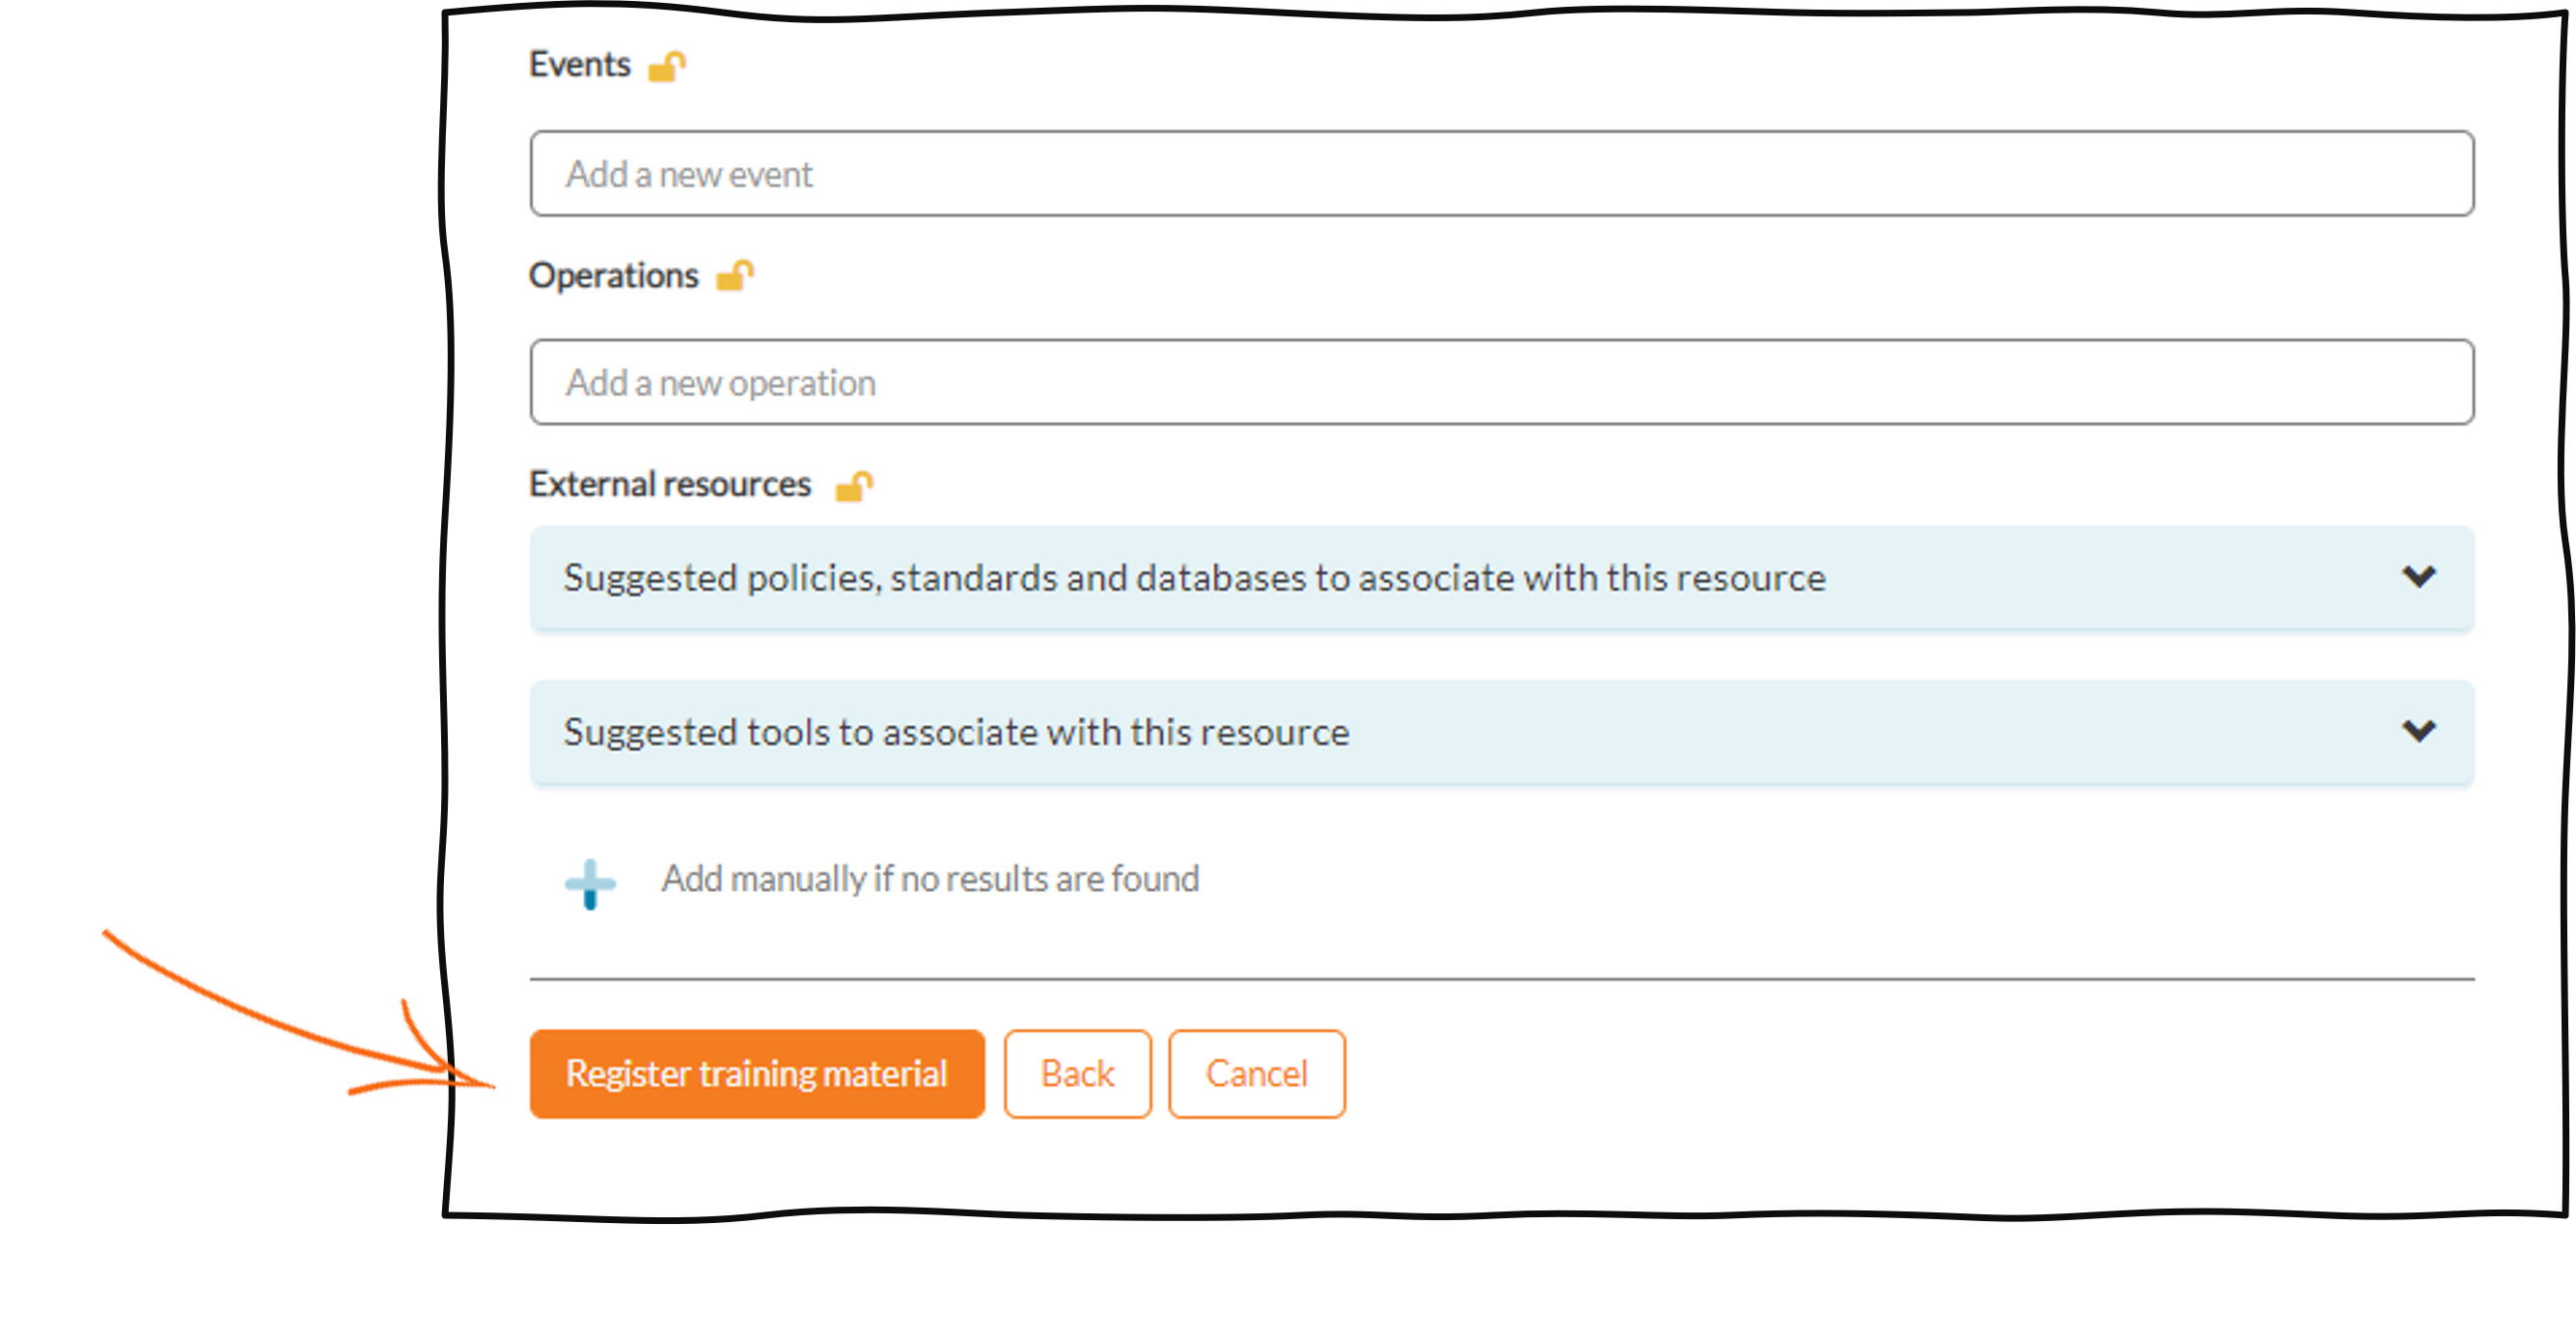 Events
Add a new event
Operations
Add a new operation
External resources
Suggested policies, standards and databases to associate with this resource
Suggested tools to associate with this resource
Add manually if no results are found
Register training material Back Cancel